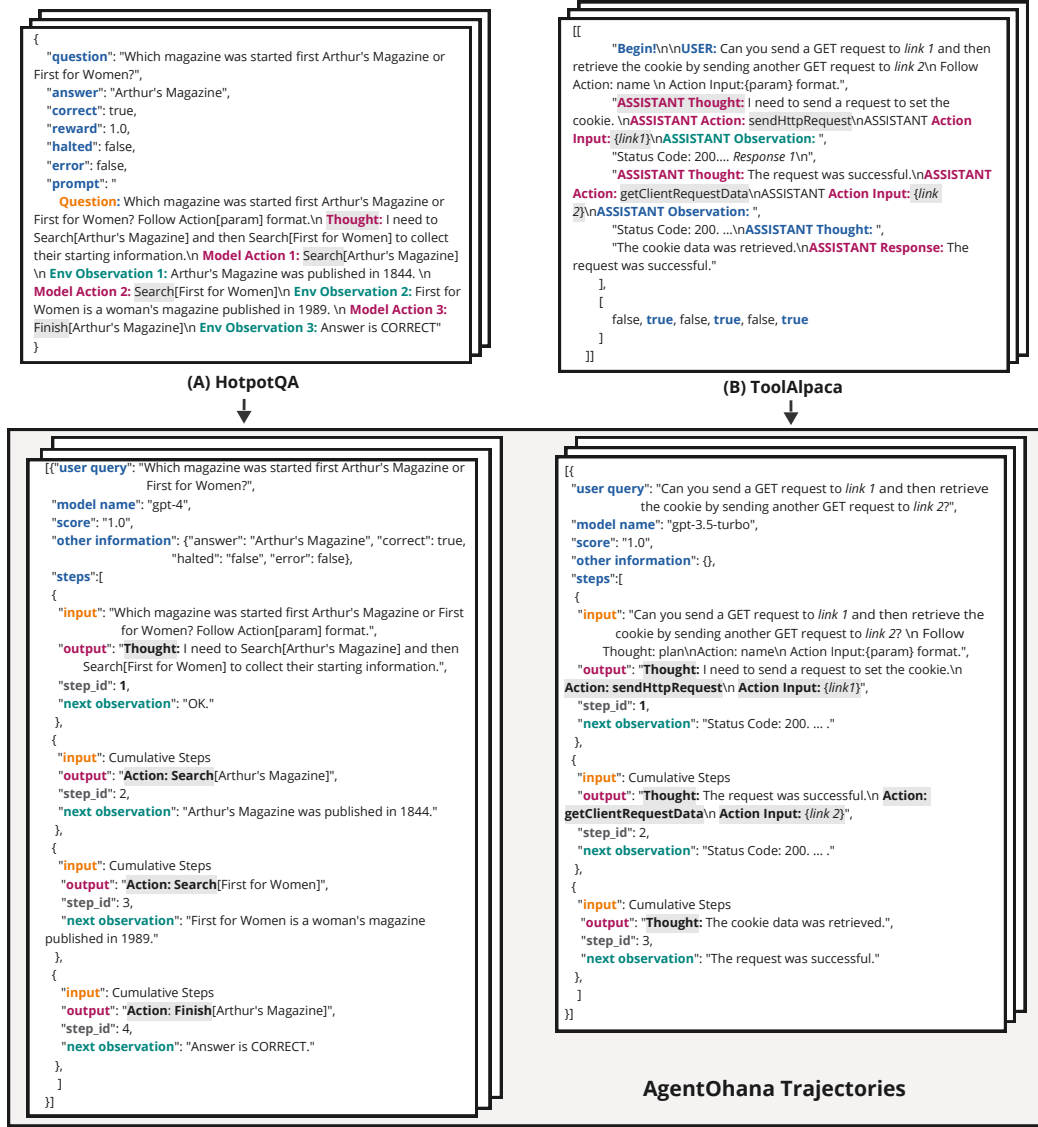 {
"question": "Which magazine was started first Arthur's Magazine or
First for Women?",
"answer": "Arthur's Magazine",
"correct": true,
"reward": 1.0,
"halted": false,
"error": false,
"prompt": "
Question: Which magazine was started first Arthur's Magazine or
First for Women? Follow Action[param] format.\n Thought: I need to
Search[Arthur's Magazine] and then Search[First for Women] to collect
their starting information.\n Model Action 1: Search[Arthur's Magazine]
\n Env Observation 1: Arthur's Magazine was published in 1844. \n
Model Action 2: Search[First for Women]\n Env Observation 2: First for
Women is a woman's magazine published in 1989. \n Model Action 3:
Finish[Arthur's Magazine]\n Env Observation 3: Answer is CORRECT"
}
(A) HotpotQA
[[
"Begin!\n\nUSER: Can you send a GET request to link 1 and then
retrieve the cookie by sending another GET request to link 2\n Follow
Action: name \n Action Input:{param} format.",
"ASSISTANT Thought: I need to send a request to set the
cookie. \nASSISTANT Action: sendHttpRequest\nASSISTANT Action
Input: {link1}\nASSISTANT Observation: ",
"Status Code: 200.... Response 1\n",
"ASSISTANT Thought: The request was successful.\nASSISTANT
Action: getClientRequestData\nASSISTANT Action Input: {link
2}\nASSISTANT Observation: ",
"Status Code: 200. ...\nASSISTANT Thought: ",
"The cookie data was retrieved.\nASSISTANT Response: The
request was successful."
],
[
false, true, false, true, false, true
]
]]
(B) ToolAlpaca
[{"user query": "Which magazine was started first Arthur's Magazine or
First for Women?",
"model name": "gpt-4",
"score": "1.0",
"other information": {"answer": "Arthur's Magazine", "correct": true,
"halted": "false", "error": false},
"steps":[
{
"input": "Which magazine was started first Arthur's Magazine or First
for Women? Follow Action[param] format.",
"output": "Thought: I need to Search[Arthur's Magazine] and then
Search[First for Women] to collect their starting information.",
"step_id": 1,
"next observation": "OK."
},
{
"input": Cumulative Steps
"output": "Action: Search[Arthur's Magazine]",
"step_id": 2,
"next observation": "Arthur's Magazine was published in 1844."
},
{
"input": Cumulative Steps
"output": "Action: Search[First for Women]",
"step_id": 3,
"next observation": "First for Women is a woman's magazine
published in 1989."
},
{
"input": Cumulative Steps
"output": "Action: Finish[Arthur's Magazine]",
"step_id": 4,
"next observation": "Answer is CORRECT."
},
]
}]
[{
"user query": "Can you send a GET request to link 1 and then retrieve
the cookie by sending another GET request to link 2?",
"model name": "gpt-3.5-turbo",
"score": "1.0",
"other information": {},
"steps":[
{
"input": "Can you send a GET request to link 1 and then retrieve the
cookie by sending another GET request to link 2? \n Follow
Thought: plan\nAction: name\n Action Input:{param} format.",
"output": "Thought: I need to send a request to set the cookie.\n
Action: sendHttpRequest\n Action Input: {link1}",
"step_id": 1,
"next observation": "Status Code: 200. ... ."
},
{
"input": Cumulative Steps
"output": "Thought: The request was successful.\n Action:
getClientRequestData\n Action Input: {link 2}",
"step_id": 2,
"next observation": "Status Code: 200. ... ."
},
{
"input": Cumulative Steps
"output": "Thought: The cookie data was retrieved.",
"step_id": 3,
"next observation": "The request was successful."
},
]
}]
AgentOhana Trajectories